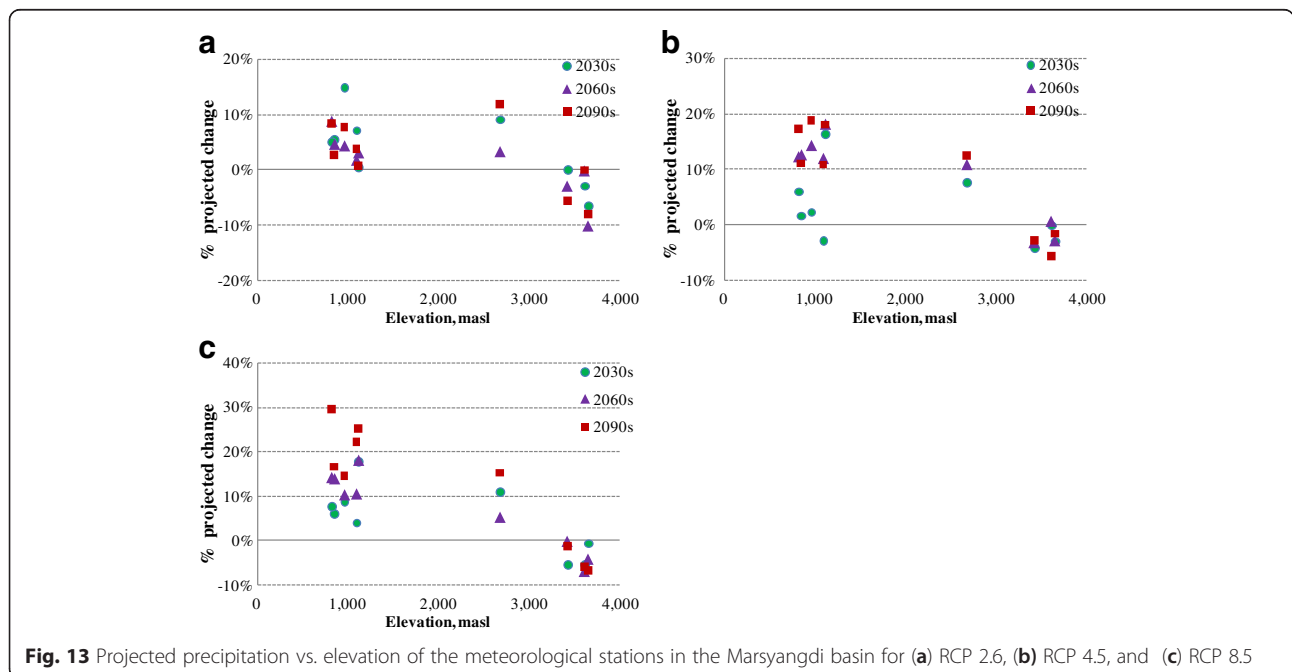 a
20%
10%
0%
-10%
-20%
% projected change
0 1,000 2,000 3,000 4,000
Elevation, masl
2030s
2060s
2090s
b
30%
20%
10%
0%
-10%
% projected change
0 1,000 2,000 3,000 4,000
Elevation, masl
2030s
2060s
2090s
c
40%
30%
20%
10%
0%
-10%
% projected change
0 1,000 2,000 3,000 4,000
Elevation, masl
2030s
2060s
2090s
Fig. 13 Projected precipitation vs. elevation of the meteorological stations in the Marsyangdi basin for (a) RCP 2.6, (b) RCP 4.5, and (c) RCP 8.5